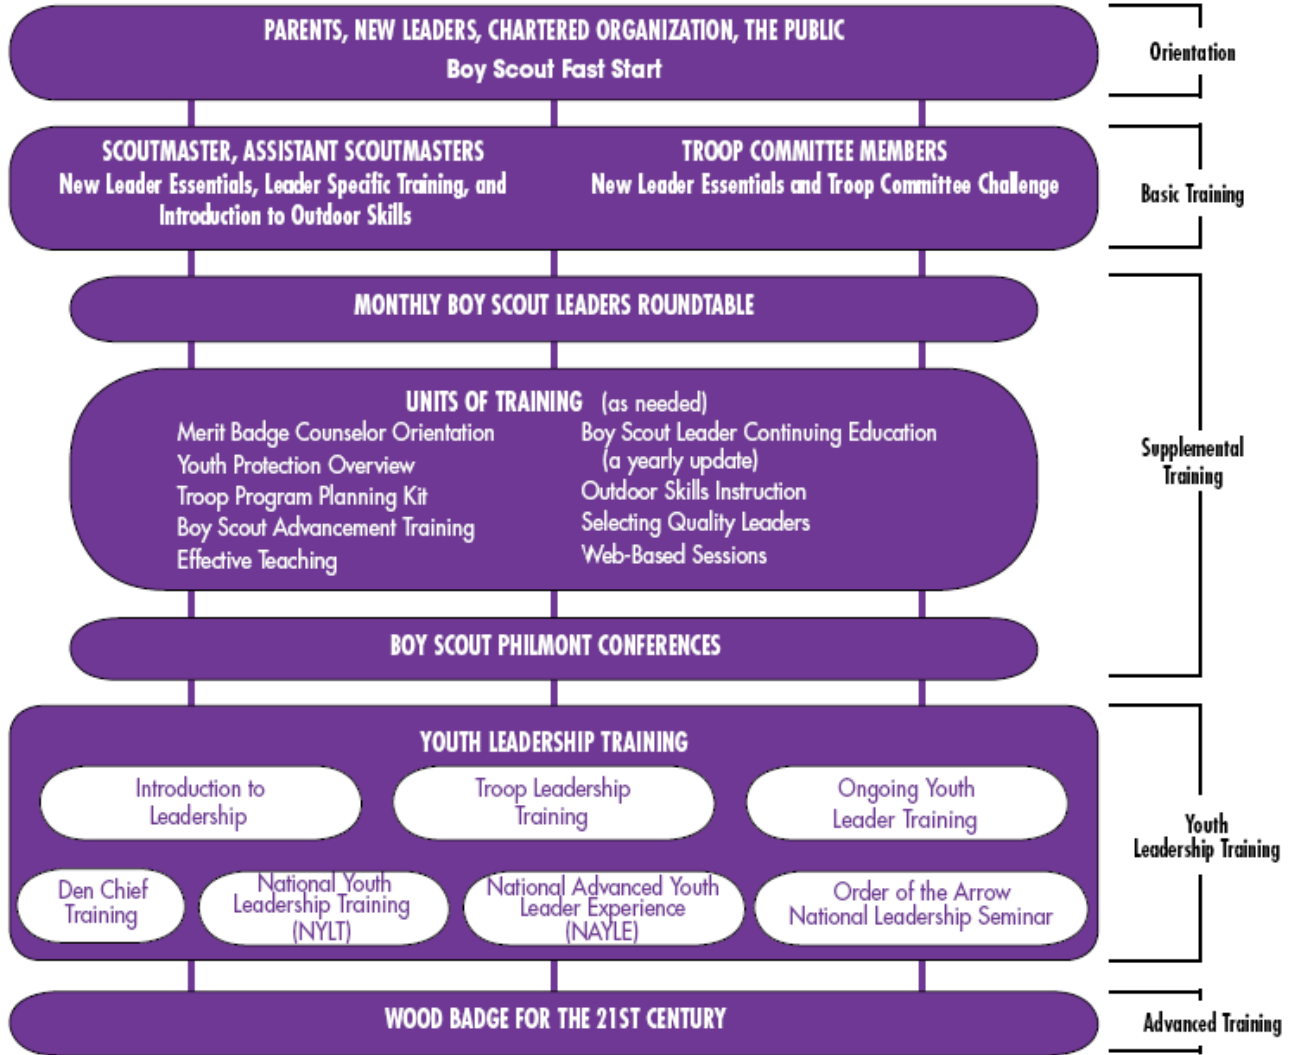 PARENTS, NEW LEADERS, CHARTERED ORGANIZATION, THE PUBLIC
Boy Scout Fast Start
Orientation
SCOUTMASTER, ASSISTANT SCOUTMASTERS
New Leader Essentials, Leader Specific Training, and
Introduction to Outdoor Skills
TROOP COMMITTEE MEMBERS
New Leader Essentials and Troop Committee Challenge
Basic Training
MONTHLY BOY SCOUT LEADERS ROUNDTABLE
UNITS OF TRAINING (as needed)
Merit Badge Counselor Orientation
Youth Protection Overview
Troop Program Planning Kit
Boy Scout Advancement Training
Effective Teaching
Boy Scout Leader Continuing Education
(a yearly update)
Outdoor Skills Instruction
Selecting Quality Leaders
Web-Based Sessions
BOY SCOUT PHILMONT CONFERENCES
Supplemental
Training
YOUTH LEADERSHIP TRAINING
Introduction to
Leadership
Troop Leadership
Training
Ongoing Youth
Leader Training
Den Chief
Training
National Youth
Leadership Training
(NYLT)
National Advanced Youth
Leader Experience
(NAYLE)
Order of the Arrow
National Leadership Seminar
Youth
Leadership Training
WOOD BADGE FOR THE 21ST CENTURY
Advanced Training